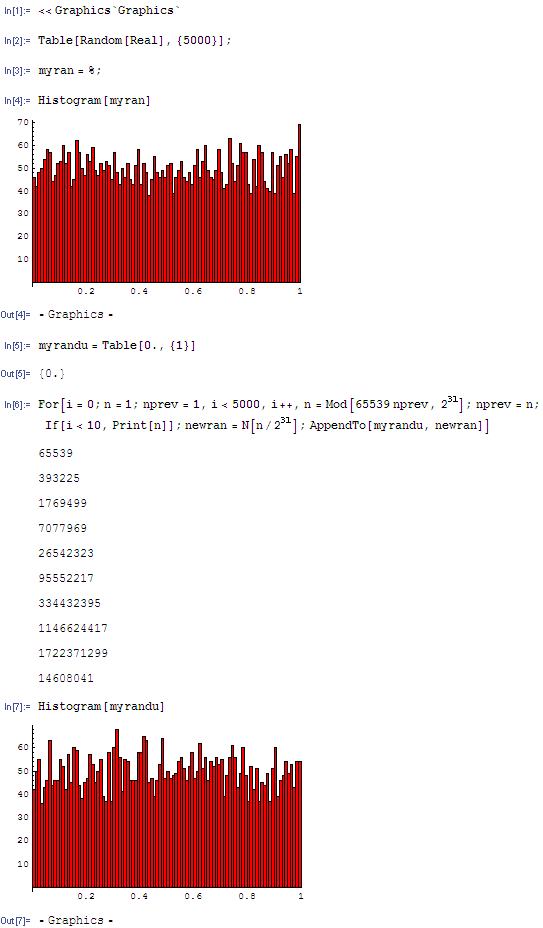 In[1]:= << Graphics`Graphics`
In[2]:= Table[Random[Real], {5000}];
In[3]:= myran = %;
In[4]:= Histogram[myran]
70
60
50
40
30
20
10
0.2 0.4 0.6 0.8 1
Out[4]= - Graphics -
In[5]:= myrandu = Table[0., {1}]
Out[5]= {0.}
In[6]:= For[i = 0; n = 1; nprev = 1, i < 5000, i++, n = Mod[65539 nprev, 2^31]; nprev = n;
If[i < 10, Print[n]]; newran = N[n / 2^31]; AppendTo[myrandu, newran]]
65539
393225
1769499
7077969
26542323
95552217
334432395
1146624417
1722371299
14608041
In[7]:= Histogram[myrandu]
60
50
40
30
20
10
0.2 0.4 0.6 0.8 1
Out[7]= - Graphics -